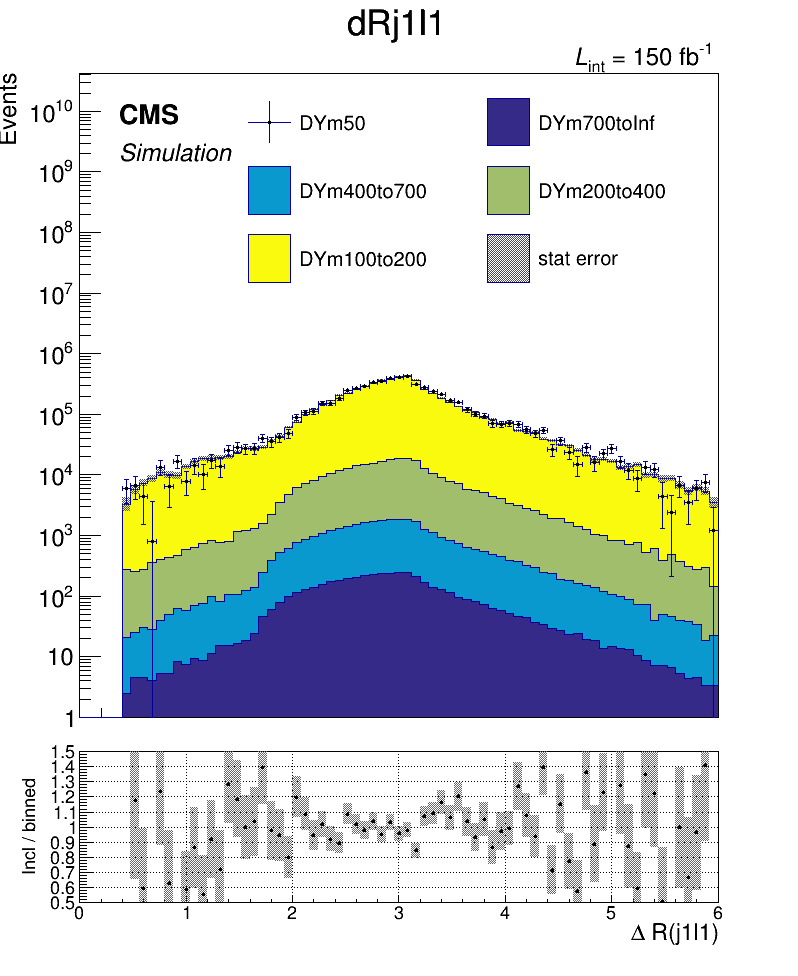 dRj1l1
L_int = 150 fb^-1
Events
CMS
Simulation
DYm50
DYm700toInf
DYm400to700
DYm200to400
DYm100to200
stat error
10^10
10^9
10^8
10^7
10^6
10^5
10^4
10^3
10^2
10
1
Incl / binned
1.5
1.4
1.3
1.2
1.1
1
0.9
0.8
0.7
0.6
0.5
0 1 2 3 4 5 6
Δ R(j1l1)